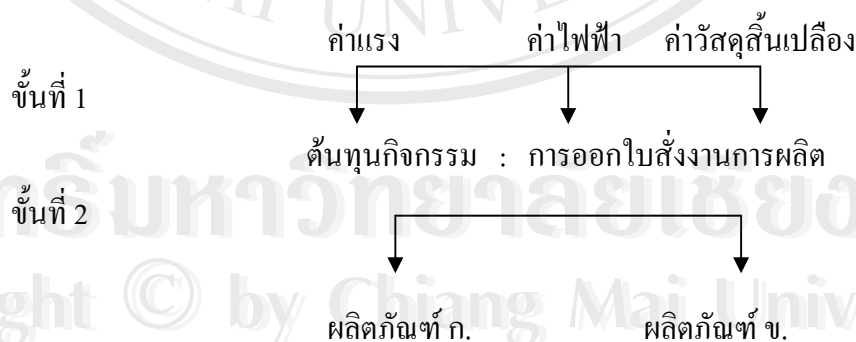 ค่าแรง ค่าไฟฟ้า ค่าวัสดุสิ้นเปลือง
ขั้นที่ 1
ต้นทุนกิจกรรม : การออกใบสั่งงานการผลิต
ขั้นที่ 2
ผลิตภัณฑ์ ก. ผลิตภัณฑ์ ข.